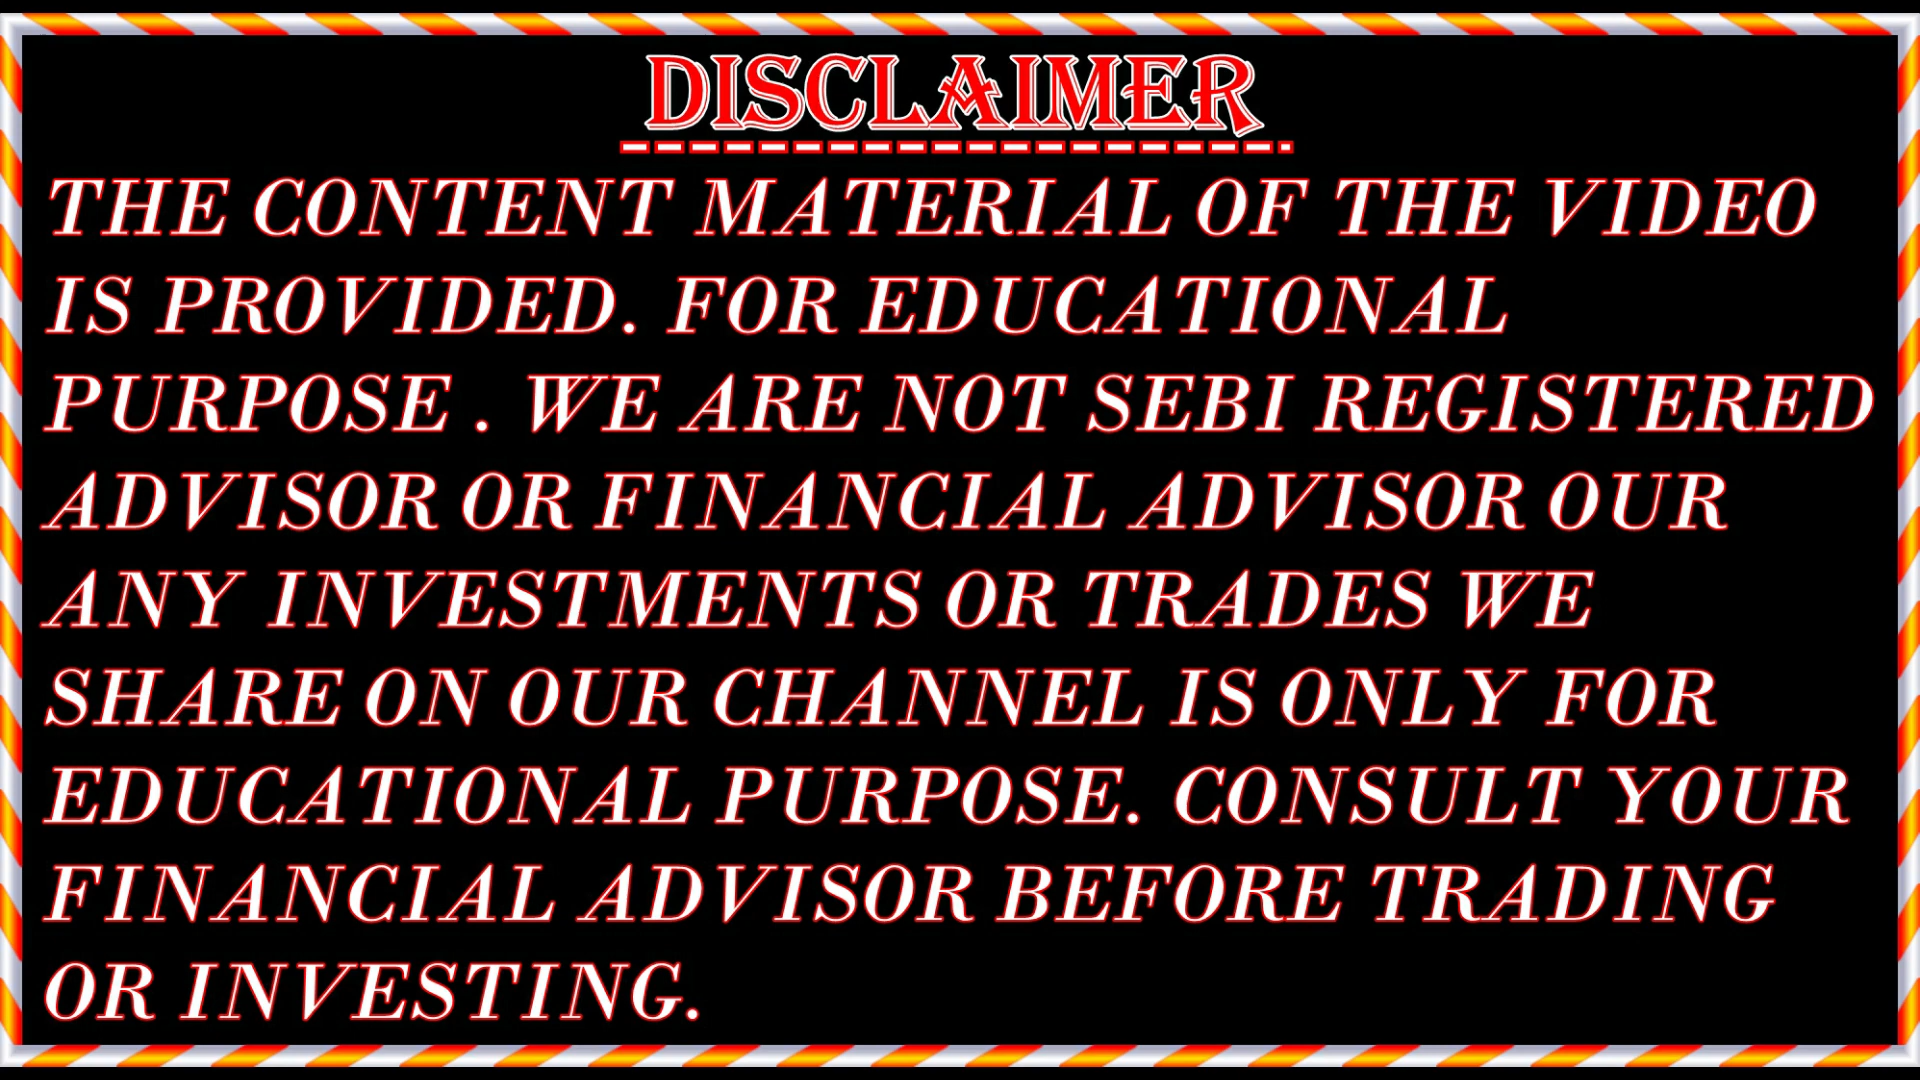 DISCLAIMER
THE CONTENT MATERIAL OF THE VIDEO
IS PROVIDED. FOR EDUCATIONAL
PURPOSE . WE ARE NOT SEBI REGISTERED
ADVISOR OR FINANCIAL ADVISOR OUR
ANY INVESTMENTS OR TRADES WE
SHARE ON OUR CHANNEL IS ONLY FOR
EDUCATIONAL PURPOSE. CONSULT YOUR
FINANCIAL ADVISOR BEFORE TRADING
OR INVESTING.